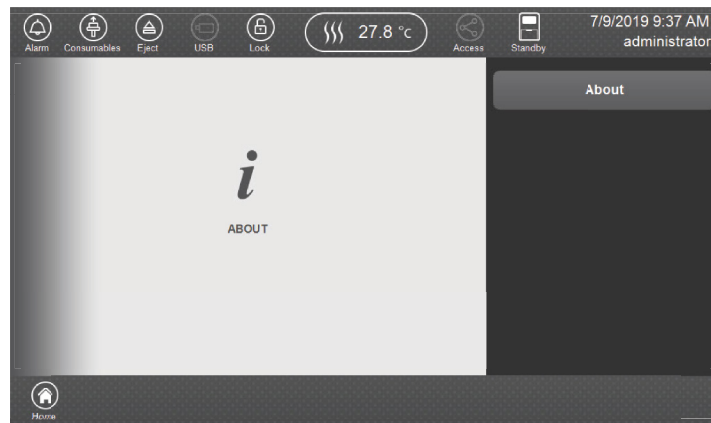 Alarm
Consumables
Eject
USB
Lock
27.8 °c
Access
Standby
7/9/2019 9:37 AM
administrator
About
i
ABOUT
Home